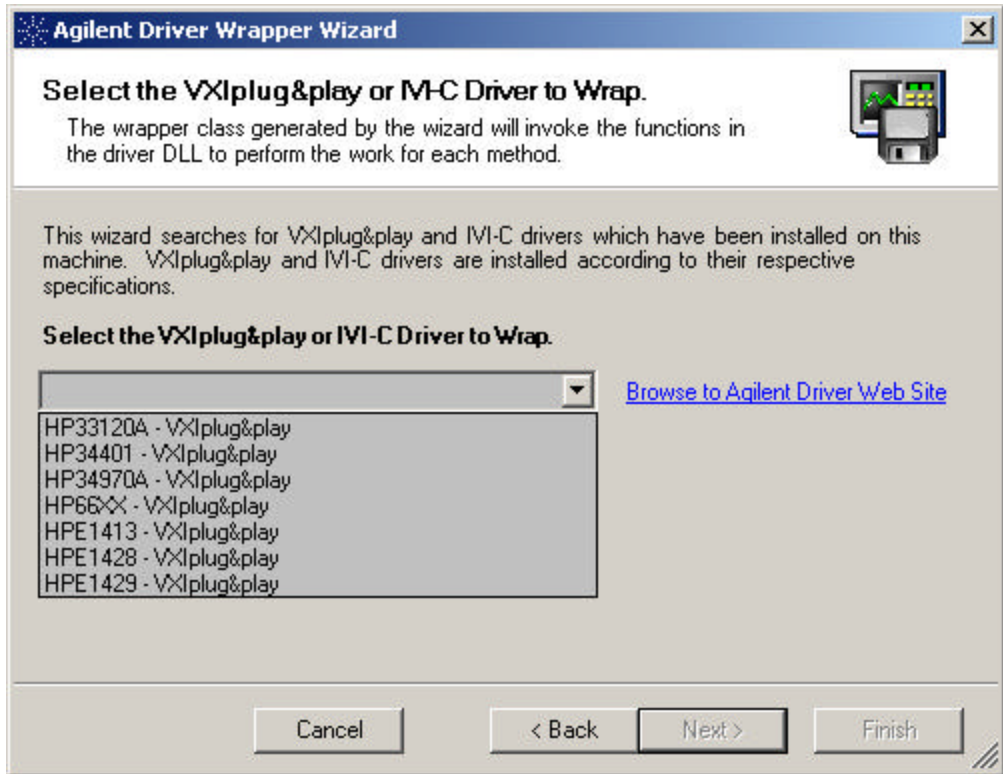 Agilent Driver Wrapper Wizard
Select the VXIplug&play or IVI-C Driver to Wrap.
The wrapper class generated by the wizard will invoke the functions in
the driver DLL to perform the work for each method.
This wizard searches for VXIplug&play and IVI-C drivers which have been installed on this
machine. VXIplug&play and IVI-C drivers are installed according to their respective
specifications.
Select the VXIplug&play or IVI-C Driver to Wrap.
Browse to Agilent Driver Web Site
HP33120A - VXIplug&play
HP34401 - VXIplug&play
HP34970A - VXIplug&play
HP66XX - VXIplug&play
HPE1413 - VXIplug&play
HPE1428 - VXIplug&play
HPE1429 - VXIplug&play
Cancel
< Back
Next >
Finish